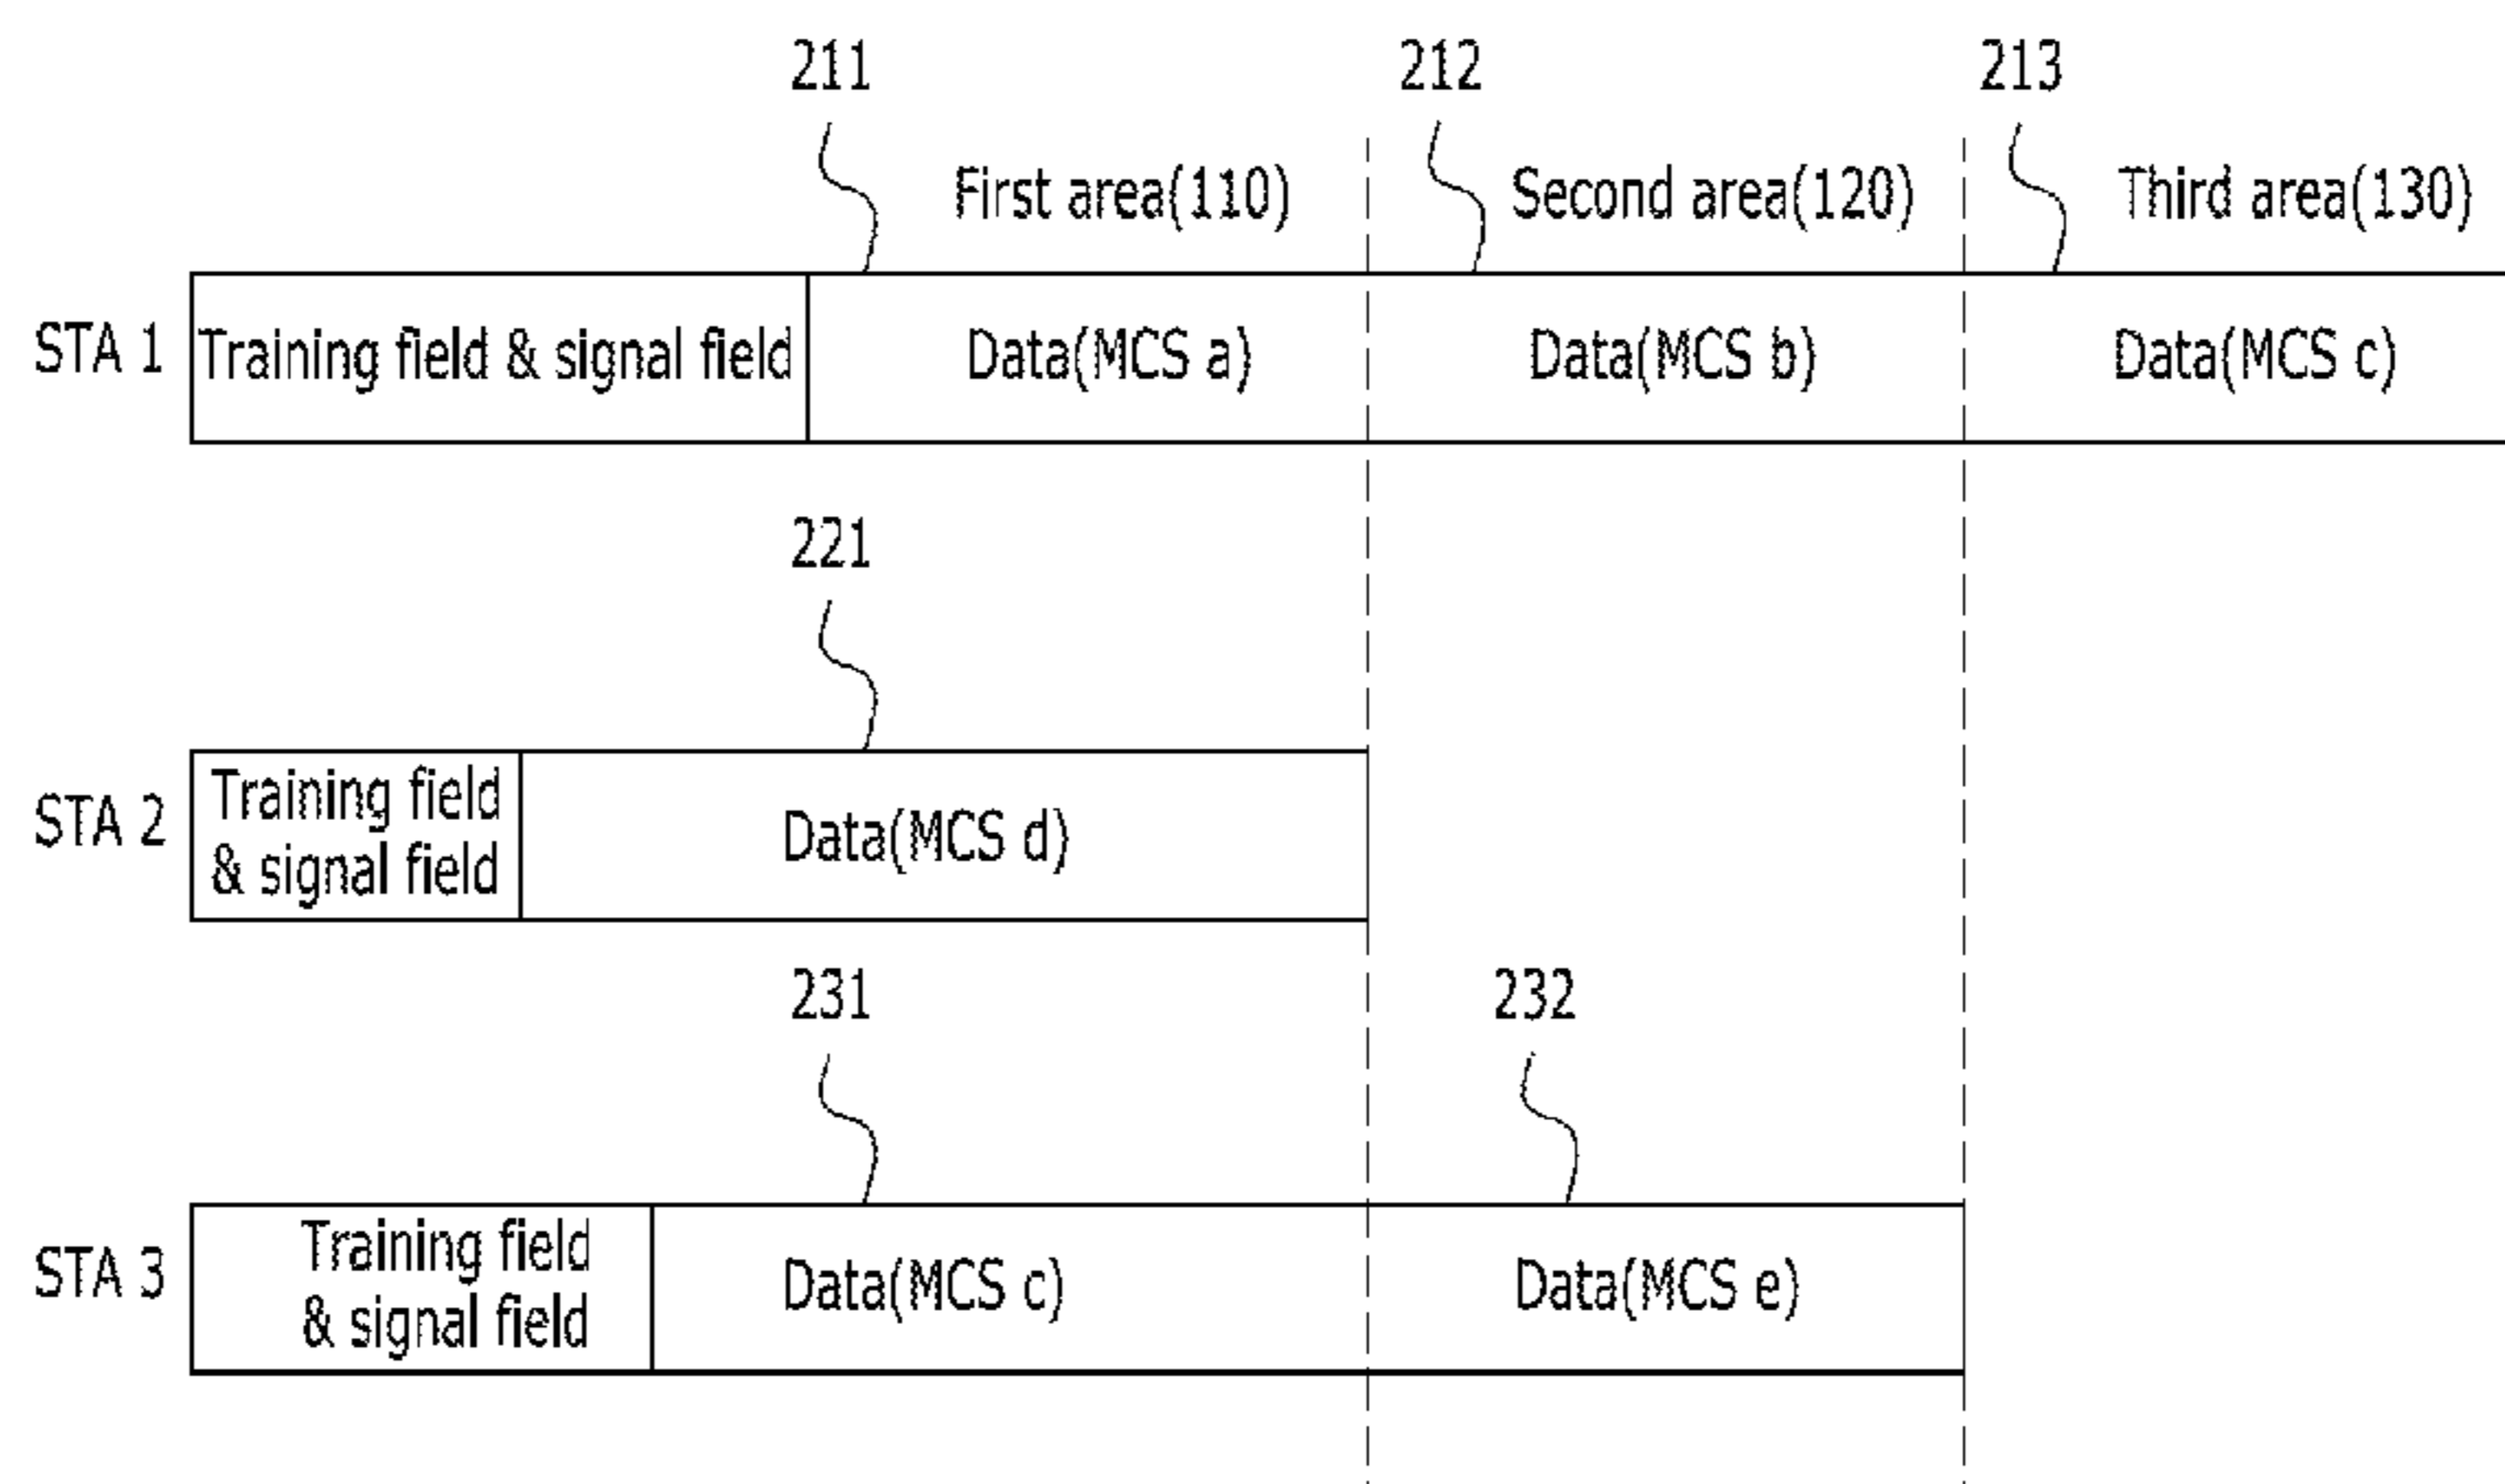 211 212 213
First area(110) Second area(120) Third area(130)
STA 1 Training field & signal field Data(MCS a) Data(MCS b) Data(MCS c)
221
STA 2
Training field
& signal field
Data(MCS d)
231 232
STA 3
Training field
& signal field
Data(MCS c) Data(MCS e)